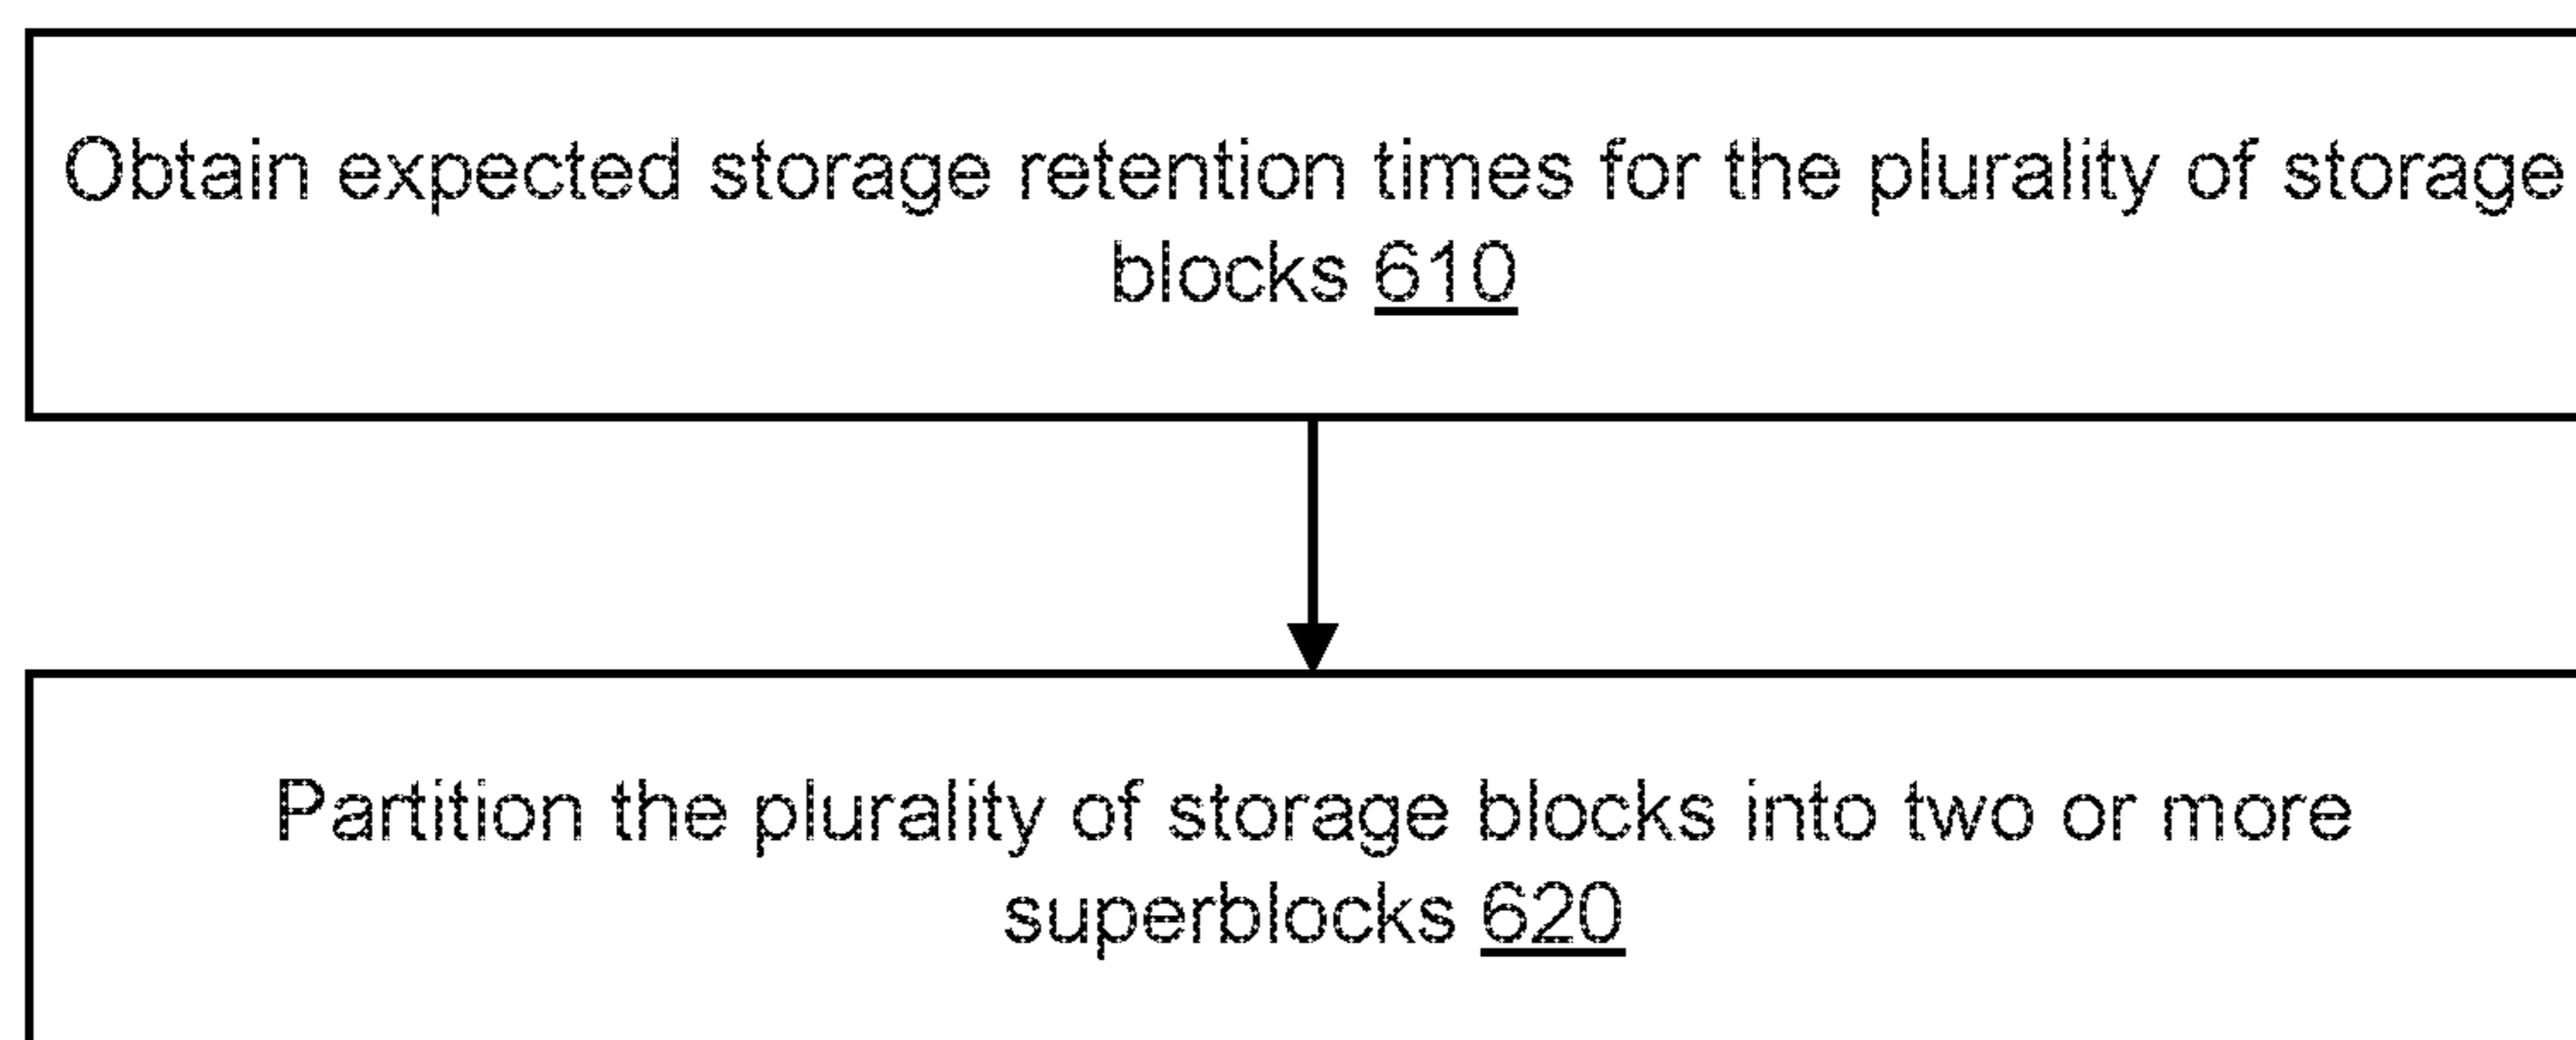 Obtain expected storage retention times for the plurality of storage
blocks 610
Partition the plurality of storage blocks into two or more
superblocks 620